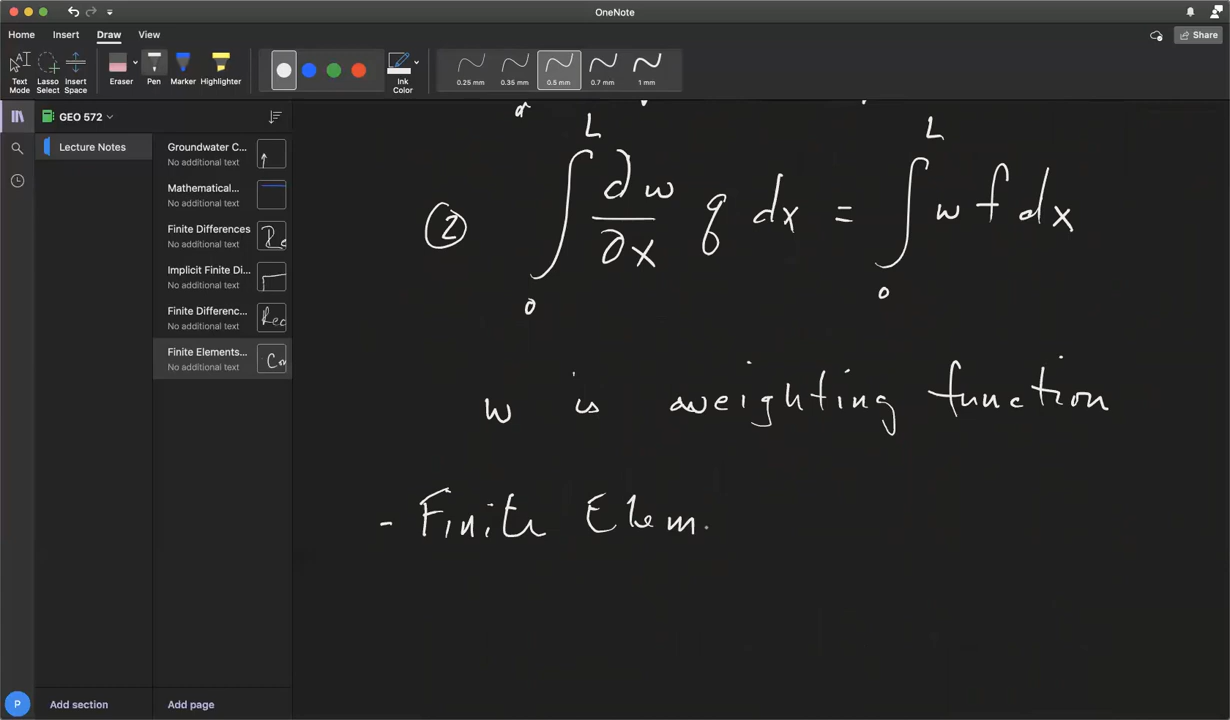 OneNote
Home Insert Draw View
Share
Text Mode Lasso Select Insert Space Eraser Pen Marker Highlighter Ink Color 0.25 mm 0.35 mm 0.5 mm 0.7 mm 1 mm
GEO 572
Lecture Notes
Groundwater C...
No additional text
Mathematical...
No additional text
Finite Differences
No additional text
Implicit Finite Di...
No additional text
Finite Differenc...
No additional text
Finite Elements...
No additional text
② ∫₀ᴸ ∂w/∂x q dx = ∫₀ᴸ w f dx
w is weighting function
- Finite Elem.
P
Add section
Add page